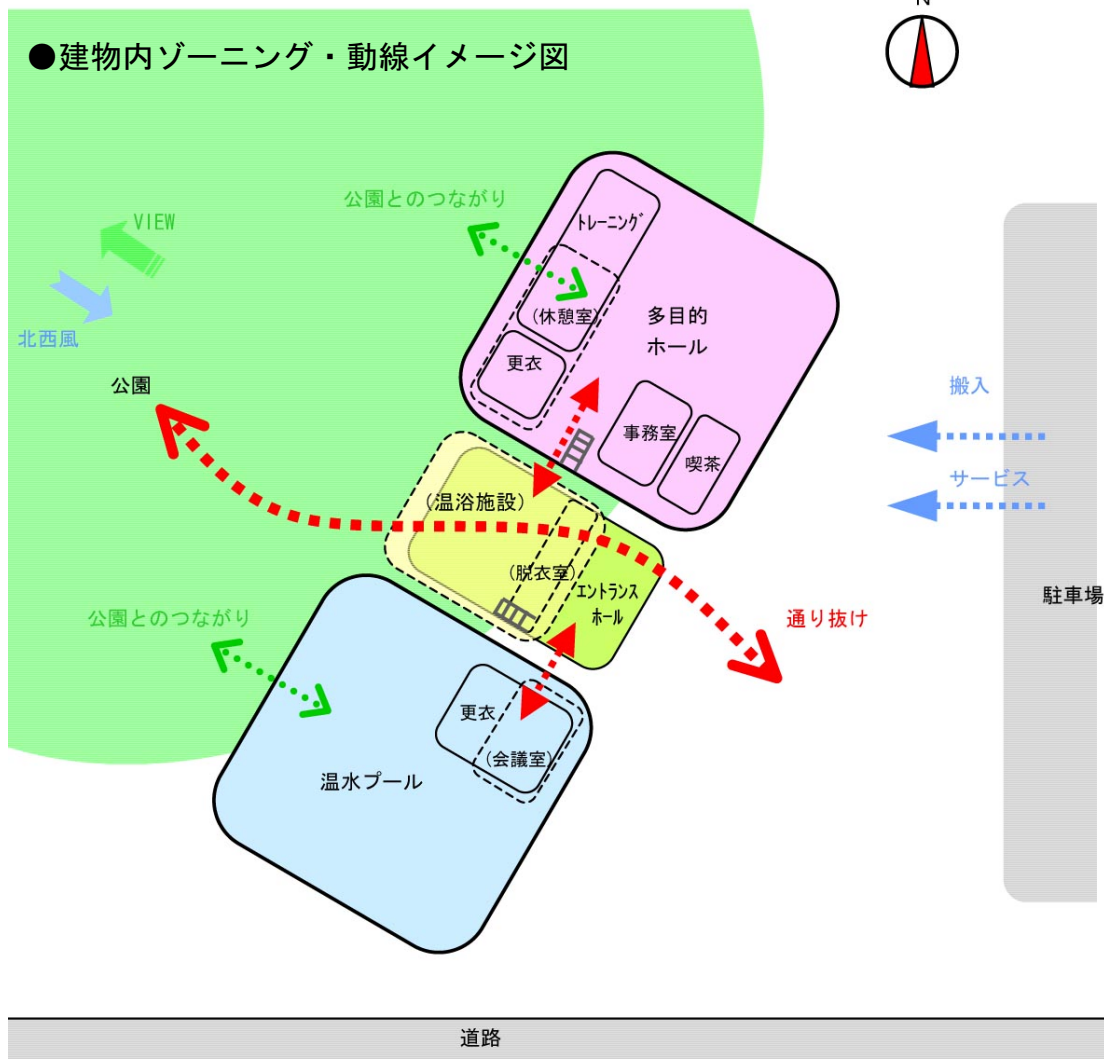 N
●建物内ゾーニング・動線イメージ図
公園とのつながり
VIEW
トレーニング
北西風
(休憩室)
多目的
ホール
更衣
公園
搬入
事務室
喫茶
サービス
(温浴施設)
(脱衣室)
エントランス
ホール
駐車場
通り抜け
公園とのつながり
更衣
(会議室)
温水プール
道路